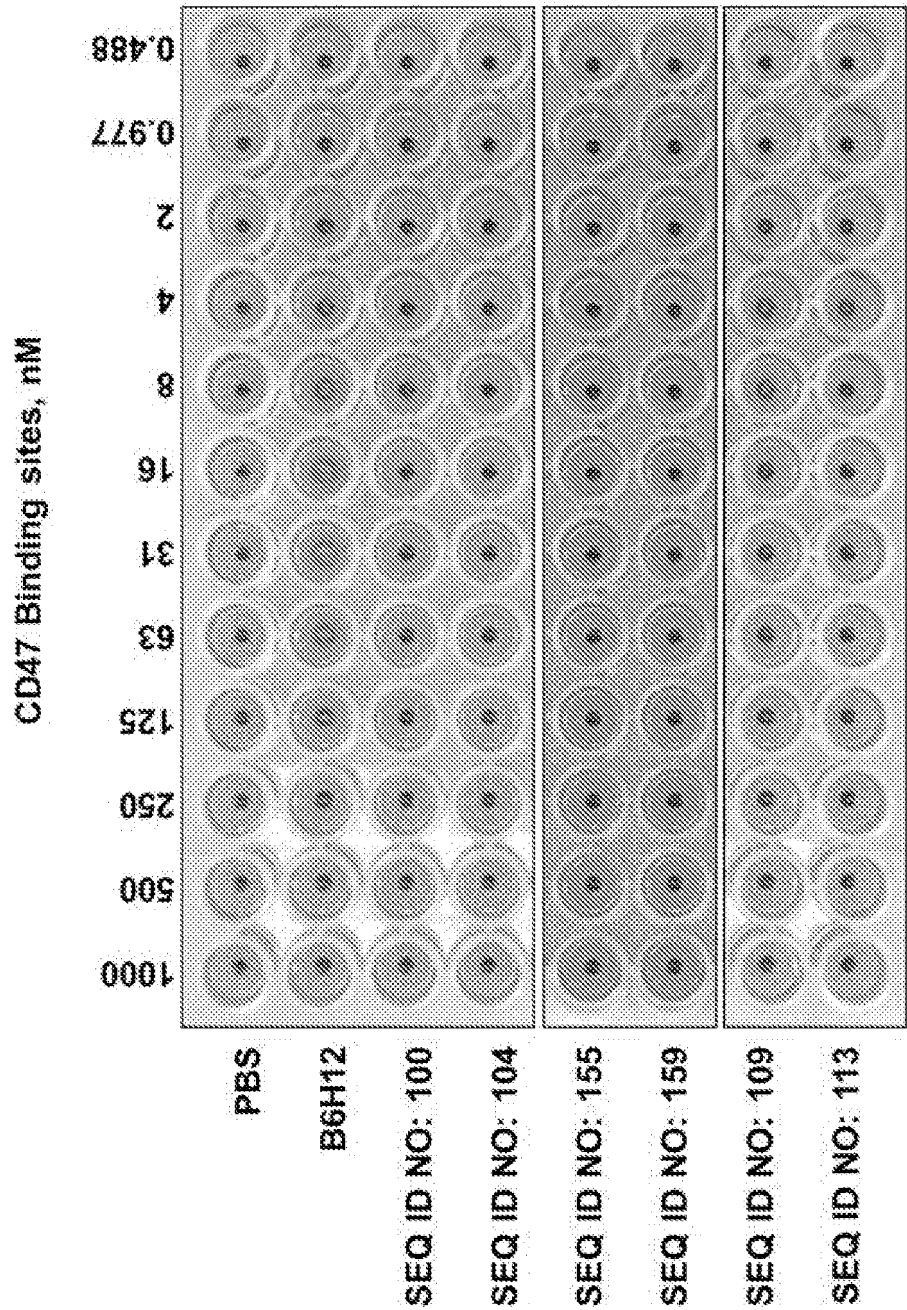 CD47 Binding sites, nM
1000
500
250
125
63
31
16
8
4
2
0.977
0.488
PBS
B6H12
SEQ ID NO: 100
SEQ ID NO: 104
SEQ ID NO: 155
SEQ ID NO: 159
SEQ ID NO: 109
SEQ ID NO: 113